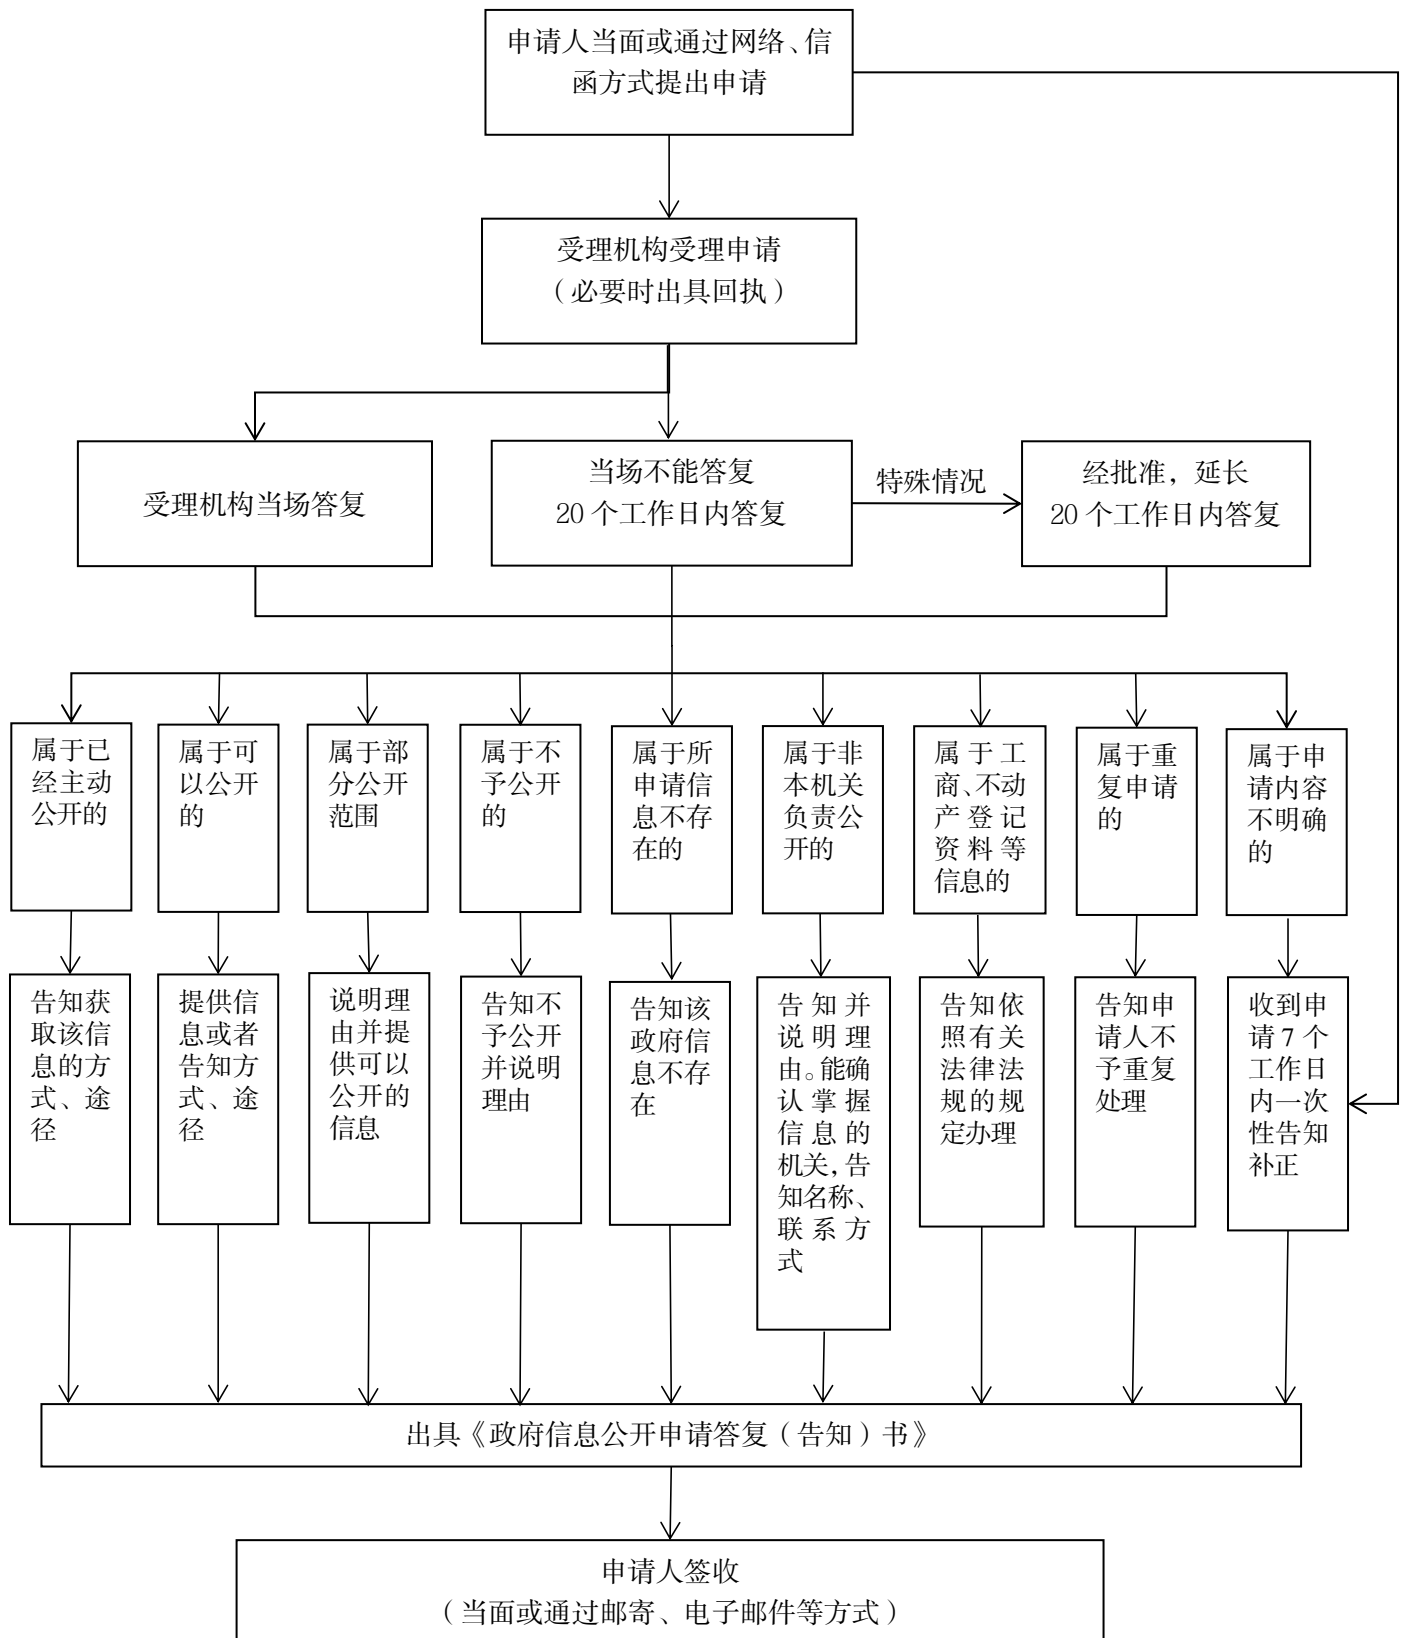 申请人当面或通过网络、信
函方式提出申请
受理机构受理申请
（必要时出具回执）
受理机构当场答复
当场不能答复
20 个工作日内答复
特殊情况
经批准，延长
20 个工作日内答复
属于已
经主动
公开的
属于可
以公开
的
属于部
分公开
范围
属于不
予公开
的
属于所
申请信
息不存
在的
属于非
本机关
负责公
开的
属于工
商、不动
产登记
资料等
信息的
属于重
复申请
的
属于申
请内容
不明确
的
告知获
取该信
息的方
式、途
径
提供信
息或者
告知方
式、途
径
说明理
由并提
供可以
公开的
信息
告知不
予公开
并说明
理由
告知该
政府信
息不存
在
告知并
说明理
由。能确
认掌握
信息的
机关，告
知名称、
联系方
式
告知依
照有关
法律法
规的规
定办理
告知申
请人不
予重复
处理
收到申
请 7 个
工作日
内一次
性告知
补正
出具《政府信息公开申请答复（告知）书》
申请人签收
（当面或通过邮寄、电子邮件等方式）